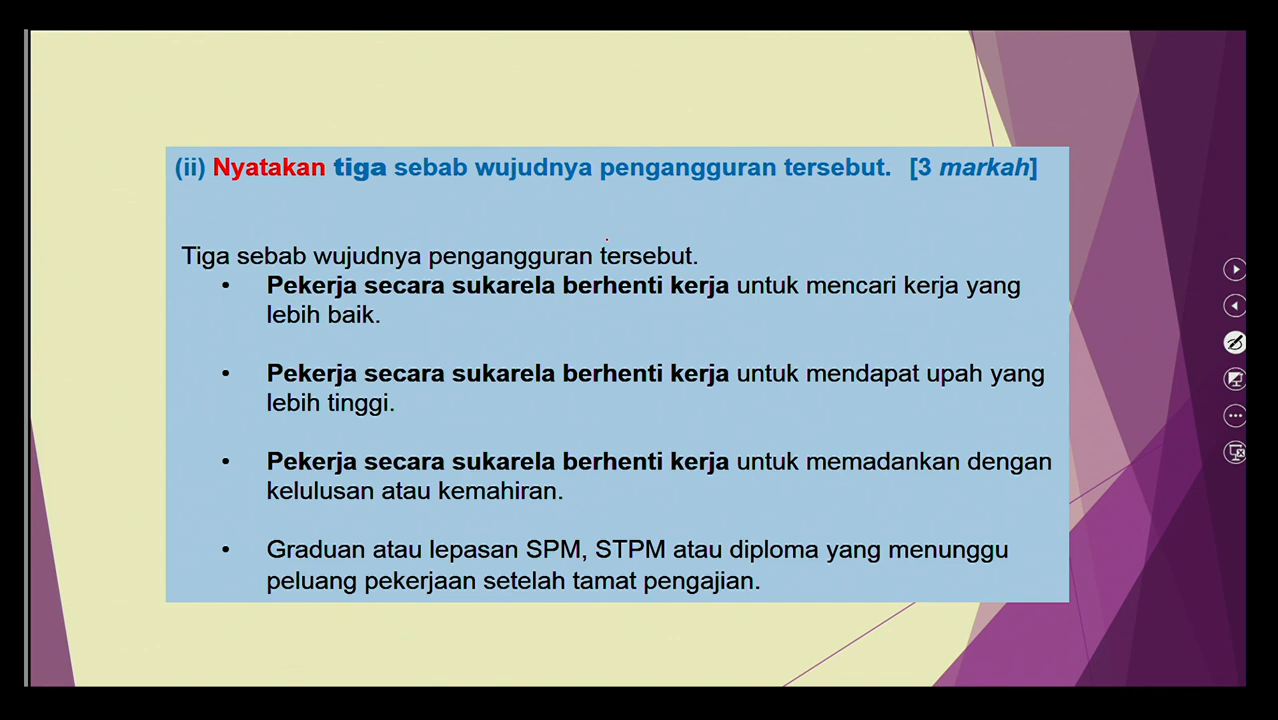 (ii) Nyatakan tiga sebab wujudnya pengangguran tersebut. [3 markah]
Tiga sebab wujudnya pengangguran tersebut.
• Pekerja secara sukarela berhenti kerja untuk mencari kerja yang
lebih baik.
• Pekerja secara sukarela berhenti kerja untuk mendapat upah yang
lebih tinggi.
• Pekerja secara sukarela berhenti kerja untuk memadankan dengan
kelulusan atau kemahiran.
• Graduan atau lepasan SPM, STPM atau diploma yang menunggu
peluang pekerjaan setelah tamat pengajian.